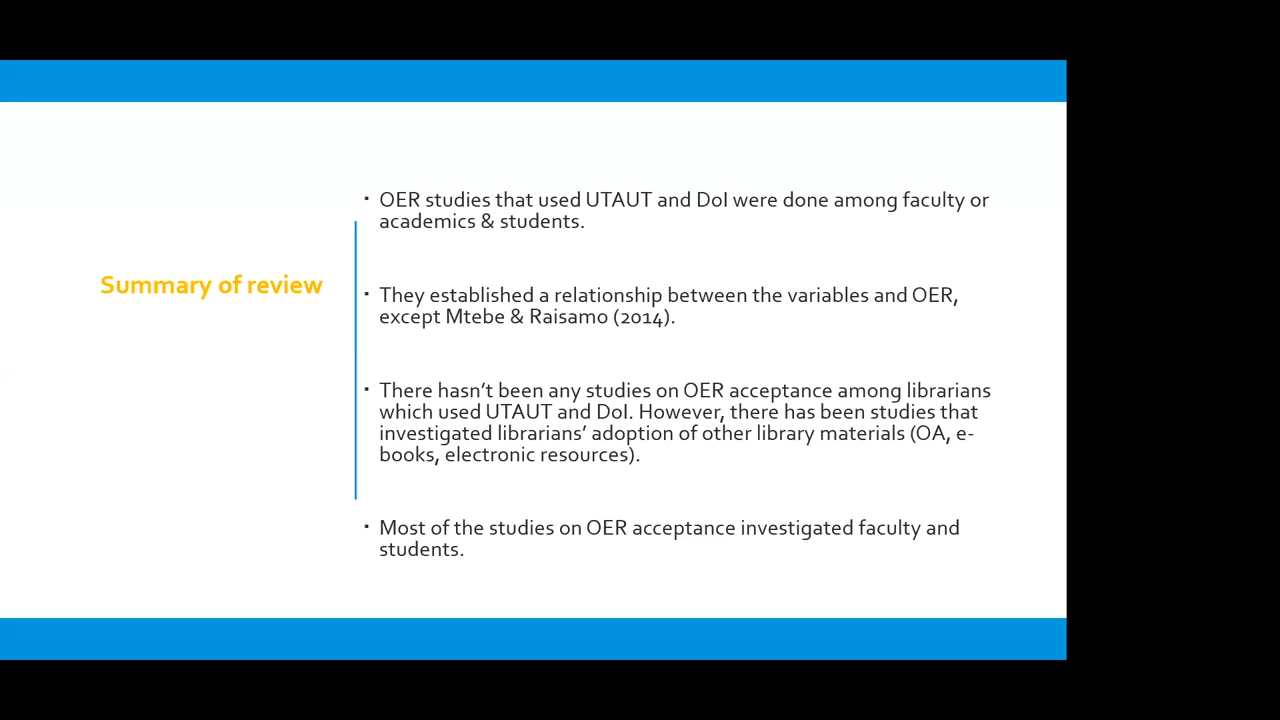 Summary of review
▪ OER studies that used UTAUT and DoI were done among faculty or
academics & students.
▪ They established a relationship between the variables and OER,
except Mtebe & Raisamo (2014).
▪ There hasn’t been any studies on OER acceptance among librarians
which used UTAUT and DoI. However, there has been studies that
investigated librarians’ adoption of other library materials (OA, e-
books, electronic resources).
▪ Most of the studies on OER acceptance investigated faculty and
students.